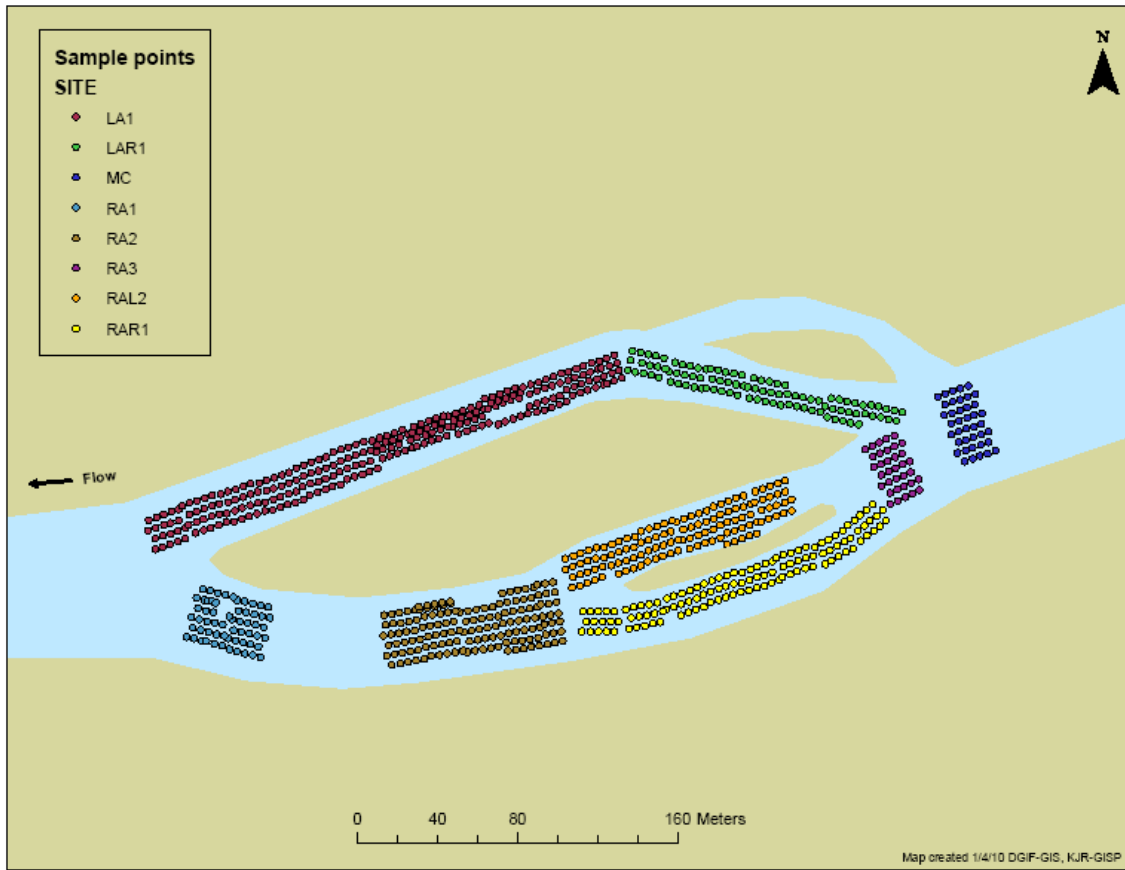 Sample points
SITE
LA1
LAR1
MC
RA1
RA2
RA3
RAL2
RAR1
N
Flow
0 40 80 160 Meters
Map created 1/4/10 DGIF-GIS, KJR-GISP